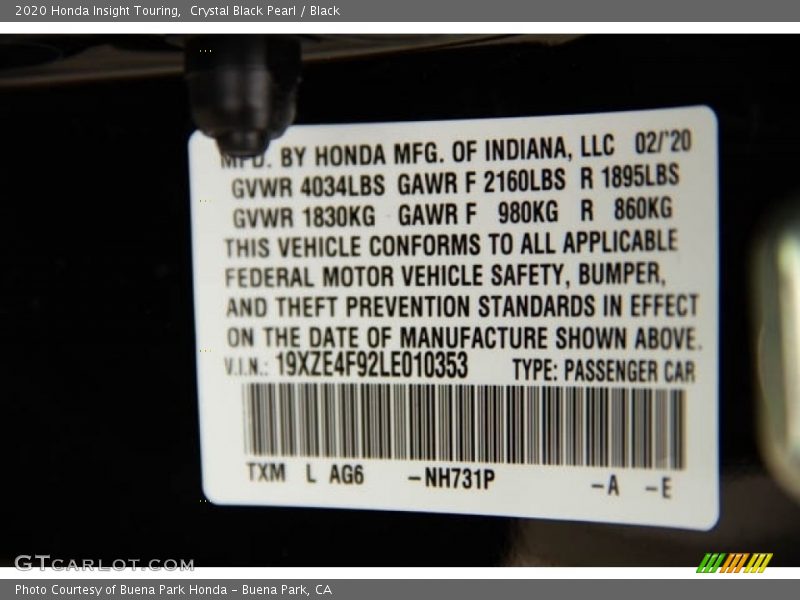 2020 Honda Insight Touring, Crystal Black Pearl / Black
MFD. BY HONDA MFG. OF INDIANA, LLC 02/'20
GVWR 4034LBS GAWR F 2160LBS R 1895LBS
GVWR 1830KG GAWR F 980KG R 860KG
THIS VEHICLE CONFORMS TO ALL APPLICABLE
FEDERAL MOTOR VEHICLE SAFETY, BUMPER,
AND THEFT PREVENTION STANDARDS IN EFFECT
ON THE DATE OF MANUFACTURE SHOWN ABOVE.
V.I.N.: 19XZE4F92LE010353 TYPE: PASSENGER CAR
TXM L AG6 -NH731P -A -E
GTCARLOT.COM
Photo Courtesy of Buena Park Honda - Buena Park, CA